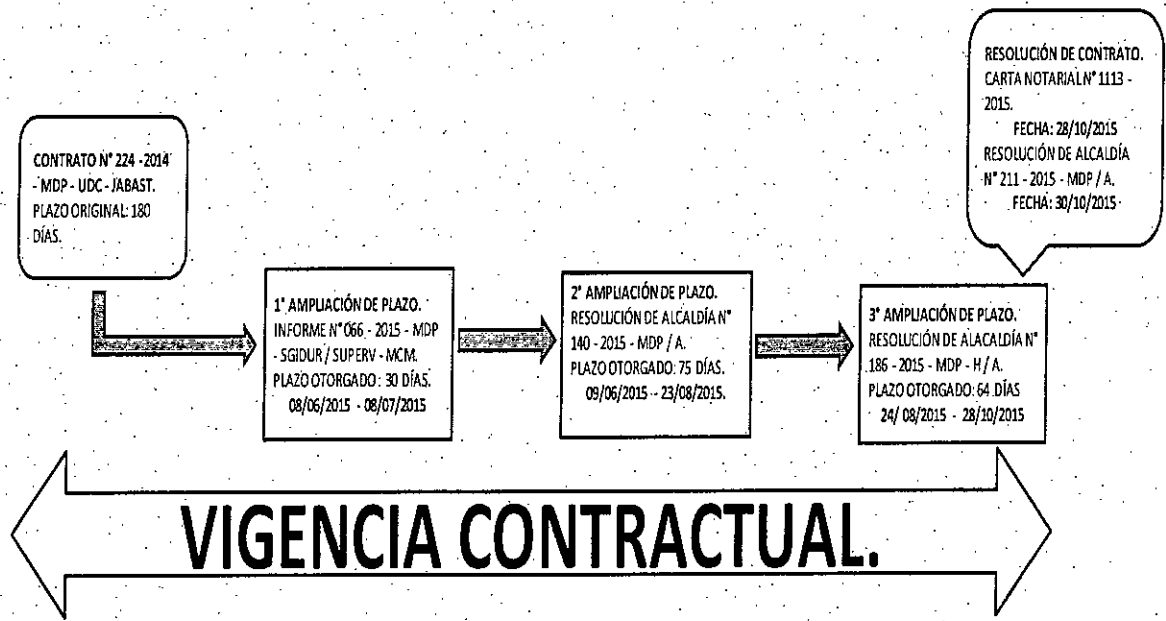 CONTRATO N° 224 - 2014
- MDP - UDC - JABAST.
PLAZO ORIGINAL: 180
DÍAS.
1° AMPLIACIÓN DE PLAZO.
INFORME N° 066 - 2015 - MDP
- SGIDUR / SUPERV - MCM.
PLAZO OTORGADO: 30 DÍAS.
08/06/2015 - 08/07/2015
2° AMPLIACIÓN DE PLAZO.
RESOLUCIÓN DE ALCALDÍA N°
140 - 2015 - MDP / A.
PLAZO OTORGADO: 75 DÍAS.
09/06/2015 - 23/08/2015.
3° AMPLIACIÓN DE PLAZO.
RESOLUCIÓN DE ALACALDÍA N°
186 - 2015 - MDP - H / A.
PLAZO OTORGADO: 64 DÍAS
24/ 08/2015 - 28/10/2015
RESOLUCIÓN DE CONTRATO.
CARTA NOTARIAL N° 1113 -
2015.
FECHA: 28/10/2015
RESOLUCIÓN DE ALCALDÍA
N° 211 - 2015 - MDP / A.
FECHA: 30/10/2015
VIGENCIA CONTRACTUAL.